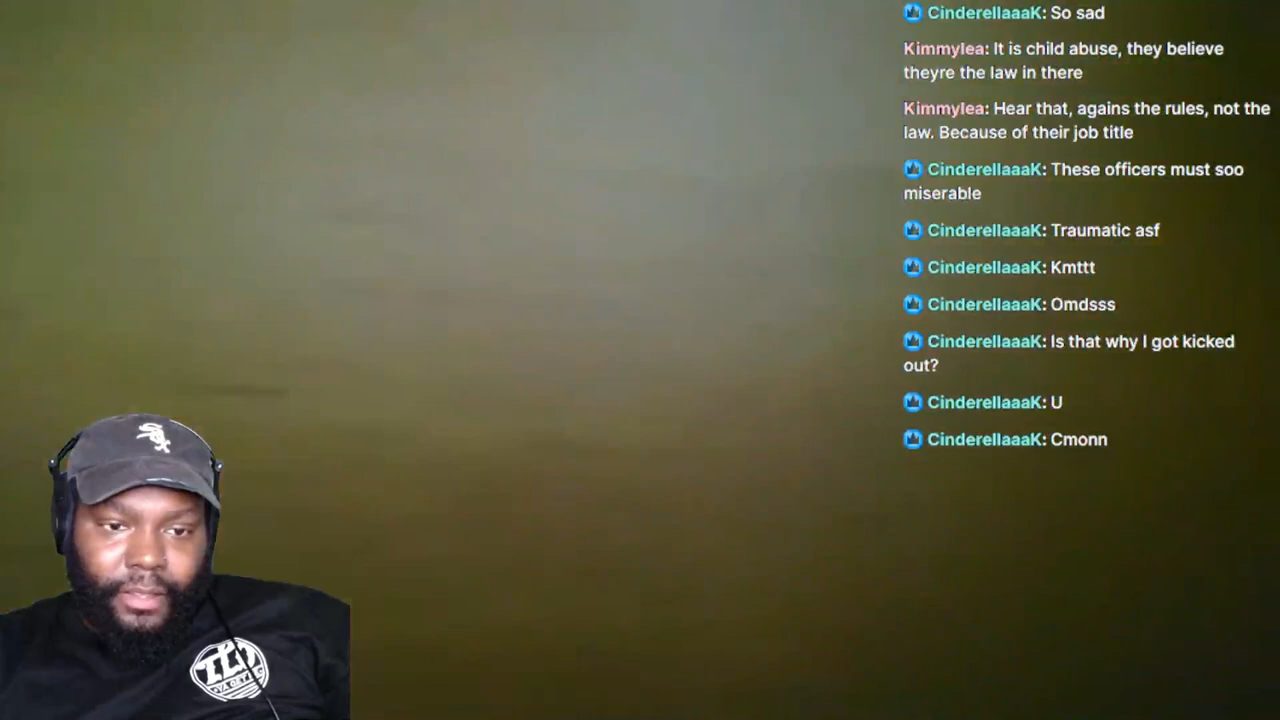 CinderellaaaK: So sad
Kimmylea: It is child abuse, they believe
theyre the law in there
Kimmylea: Hear that, agains the rules, not the
law. Because of their job title
CinderellaaaK: These officers must soo
miserable
CinderellaaaK: Traumatic asf
CinderellaaaK: Kmttt
CinderellaaaK: Omdsss
CinderellaaaK: Is that why I got kicked
out?
CinderellaaaK: U
CinderellaaaK: Cmonn
Sox